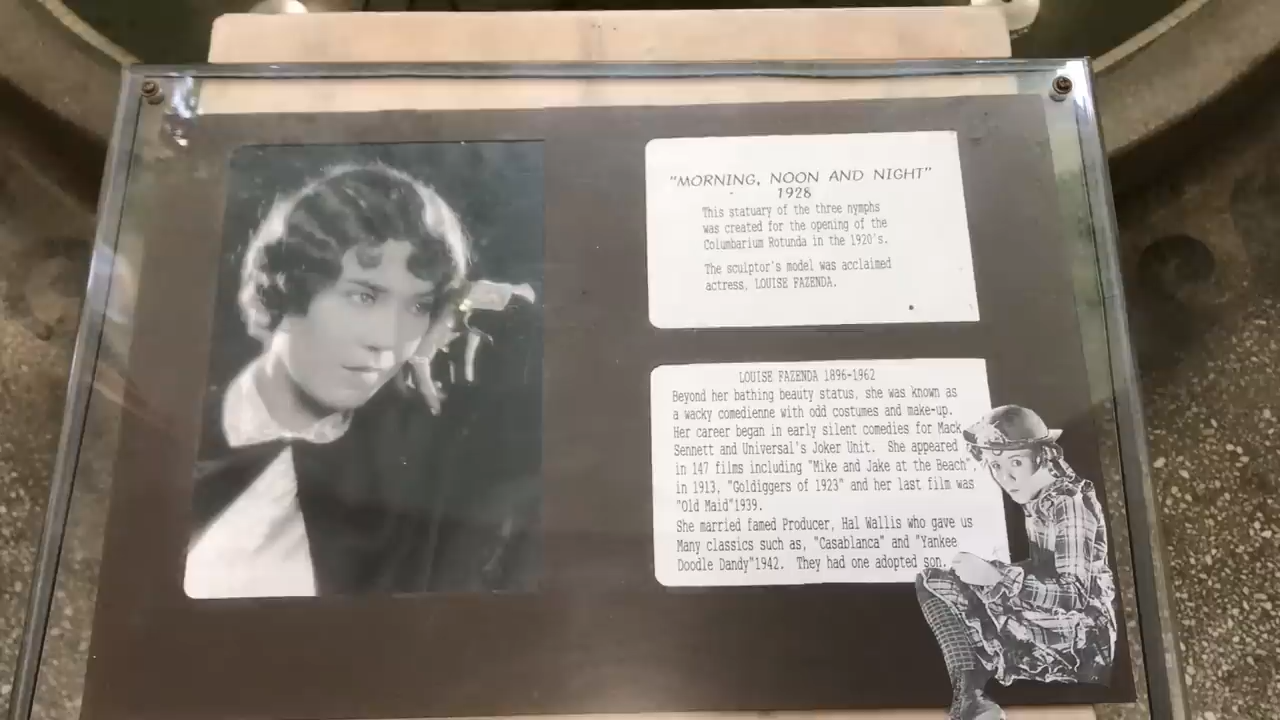 "MORNING, NOON AND NIGHT"
1928
This statuary of the three nymphs
was created for the opening of the
Columbarium Rotunda in the 1920's.
The sculptor's model was acclaimed
actress, LOUISE FAZENDA.
LOUISE FAZENDA 1896-1962
Beyond her bathing beauty status, she was known as
a wacky comedienne with odd costumes and make-up.
Her career began in early silent comedies for Mack
Sennett and Universal's Joker Unit. She appeared
in 147 films including "Mike and Jake at the Beach",
in 1913, "Goldiggers of 1923" and her last film was
"Old Maid"1939.
She married famed Producer, Hal Wallis who gave us
Many classics such as, "Casablanca" and "Yankee
Doodle Dandy"1942. They had one adopted son.